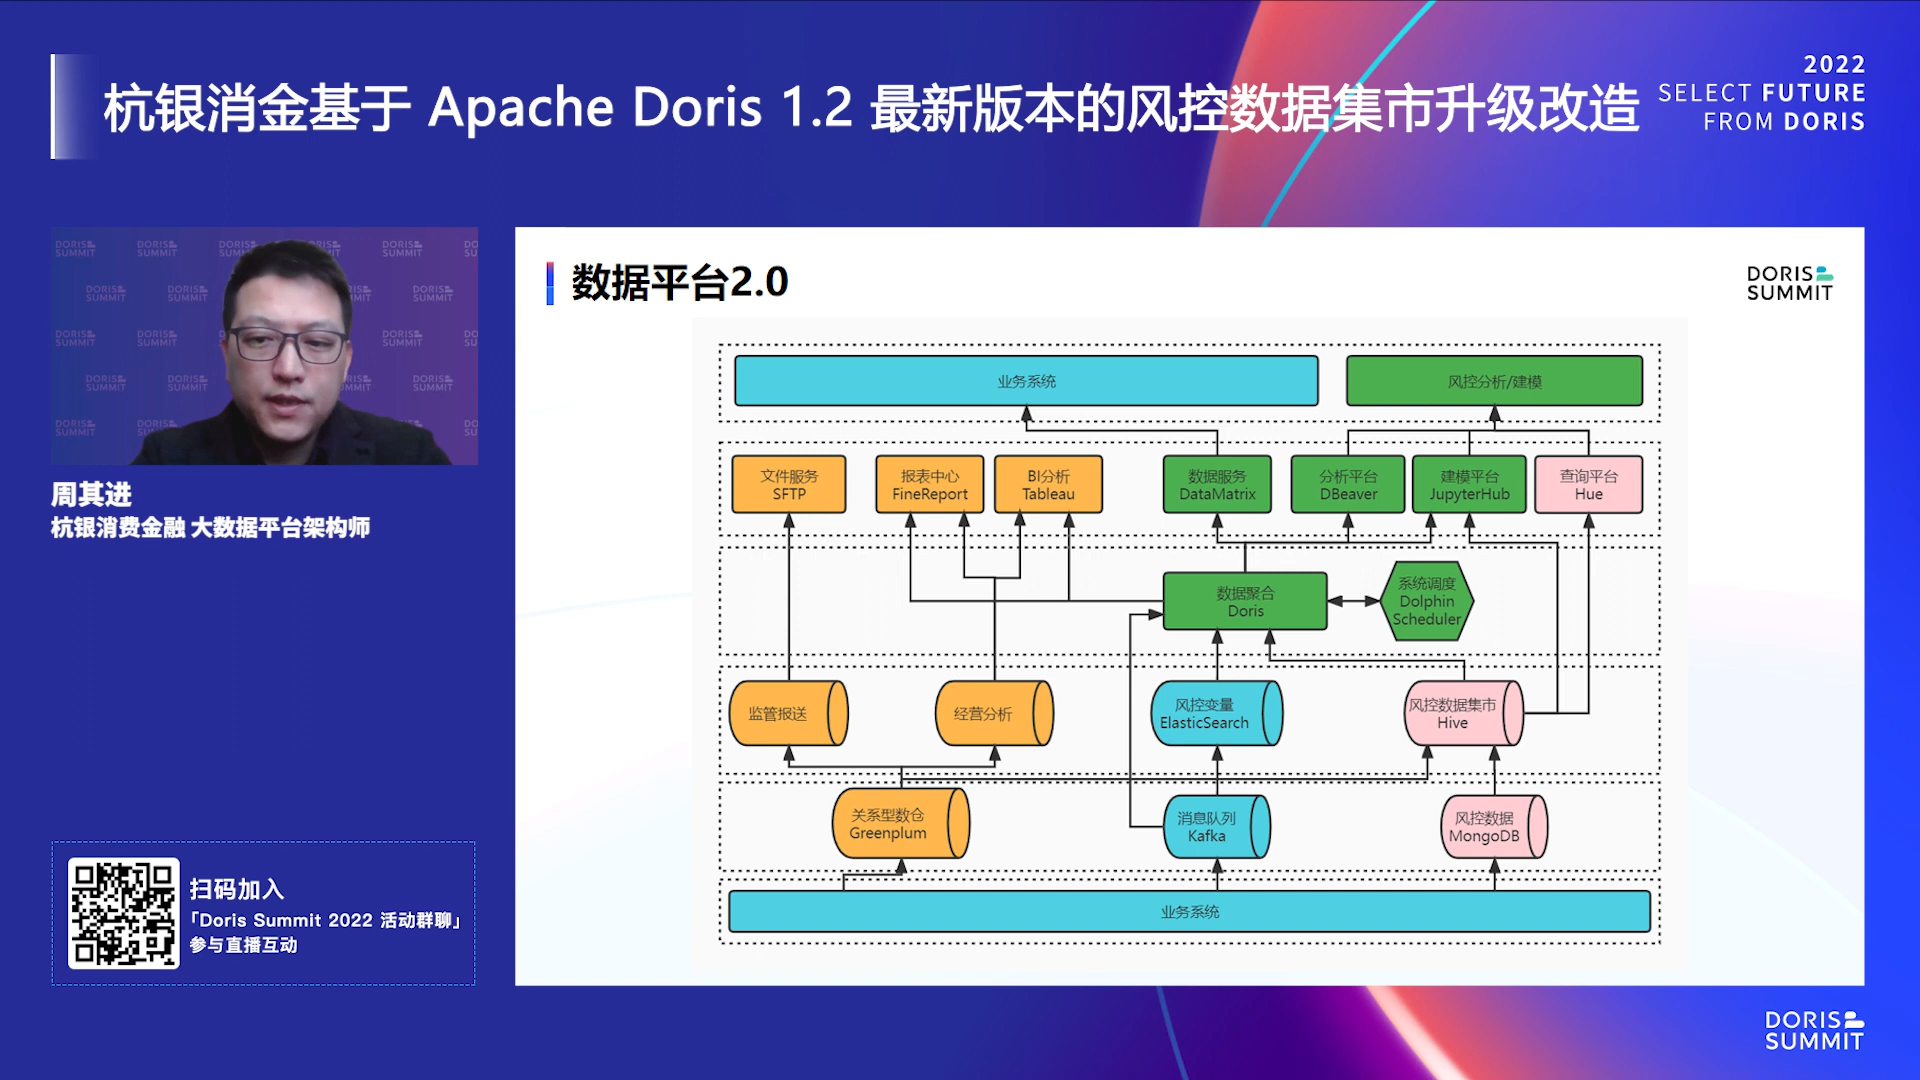 杭银消金基于 Apache Doris 1.2 最新版本的风控数据集市升级改造
2022
SELECT FUTURE
FROM DORIS
DORIS
SUMMIT
周其进
杭银消费金融 大数据平台架构师
扫码加入
「Doris Summit 2022 活动群聊」
参与直播互动
数据平台2.0
DORIS
SUMMIT
业务系统
风控分析/建模
文件服务
SFTP
报表中心
FineReport
BI分析
Tableau
数据服务
DataMatrix
分析平台
DBeaver
建模平台
JupyterHub
查询平台
Hue
数据聚合
Doris
系统调度
Dolphin
Scheduler
监管报送
经营分析
风控变量
ElasticSearch
风控数据集市
Hive
关系型数仓
Greenplum
消息队列
Kafka
风控数据
MongoDB
业务系统
DORIS
SUMMIT